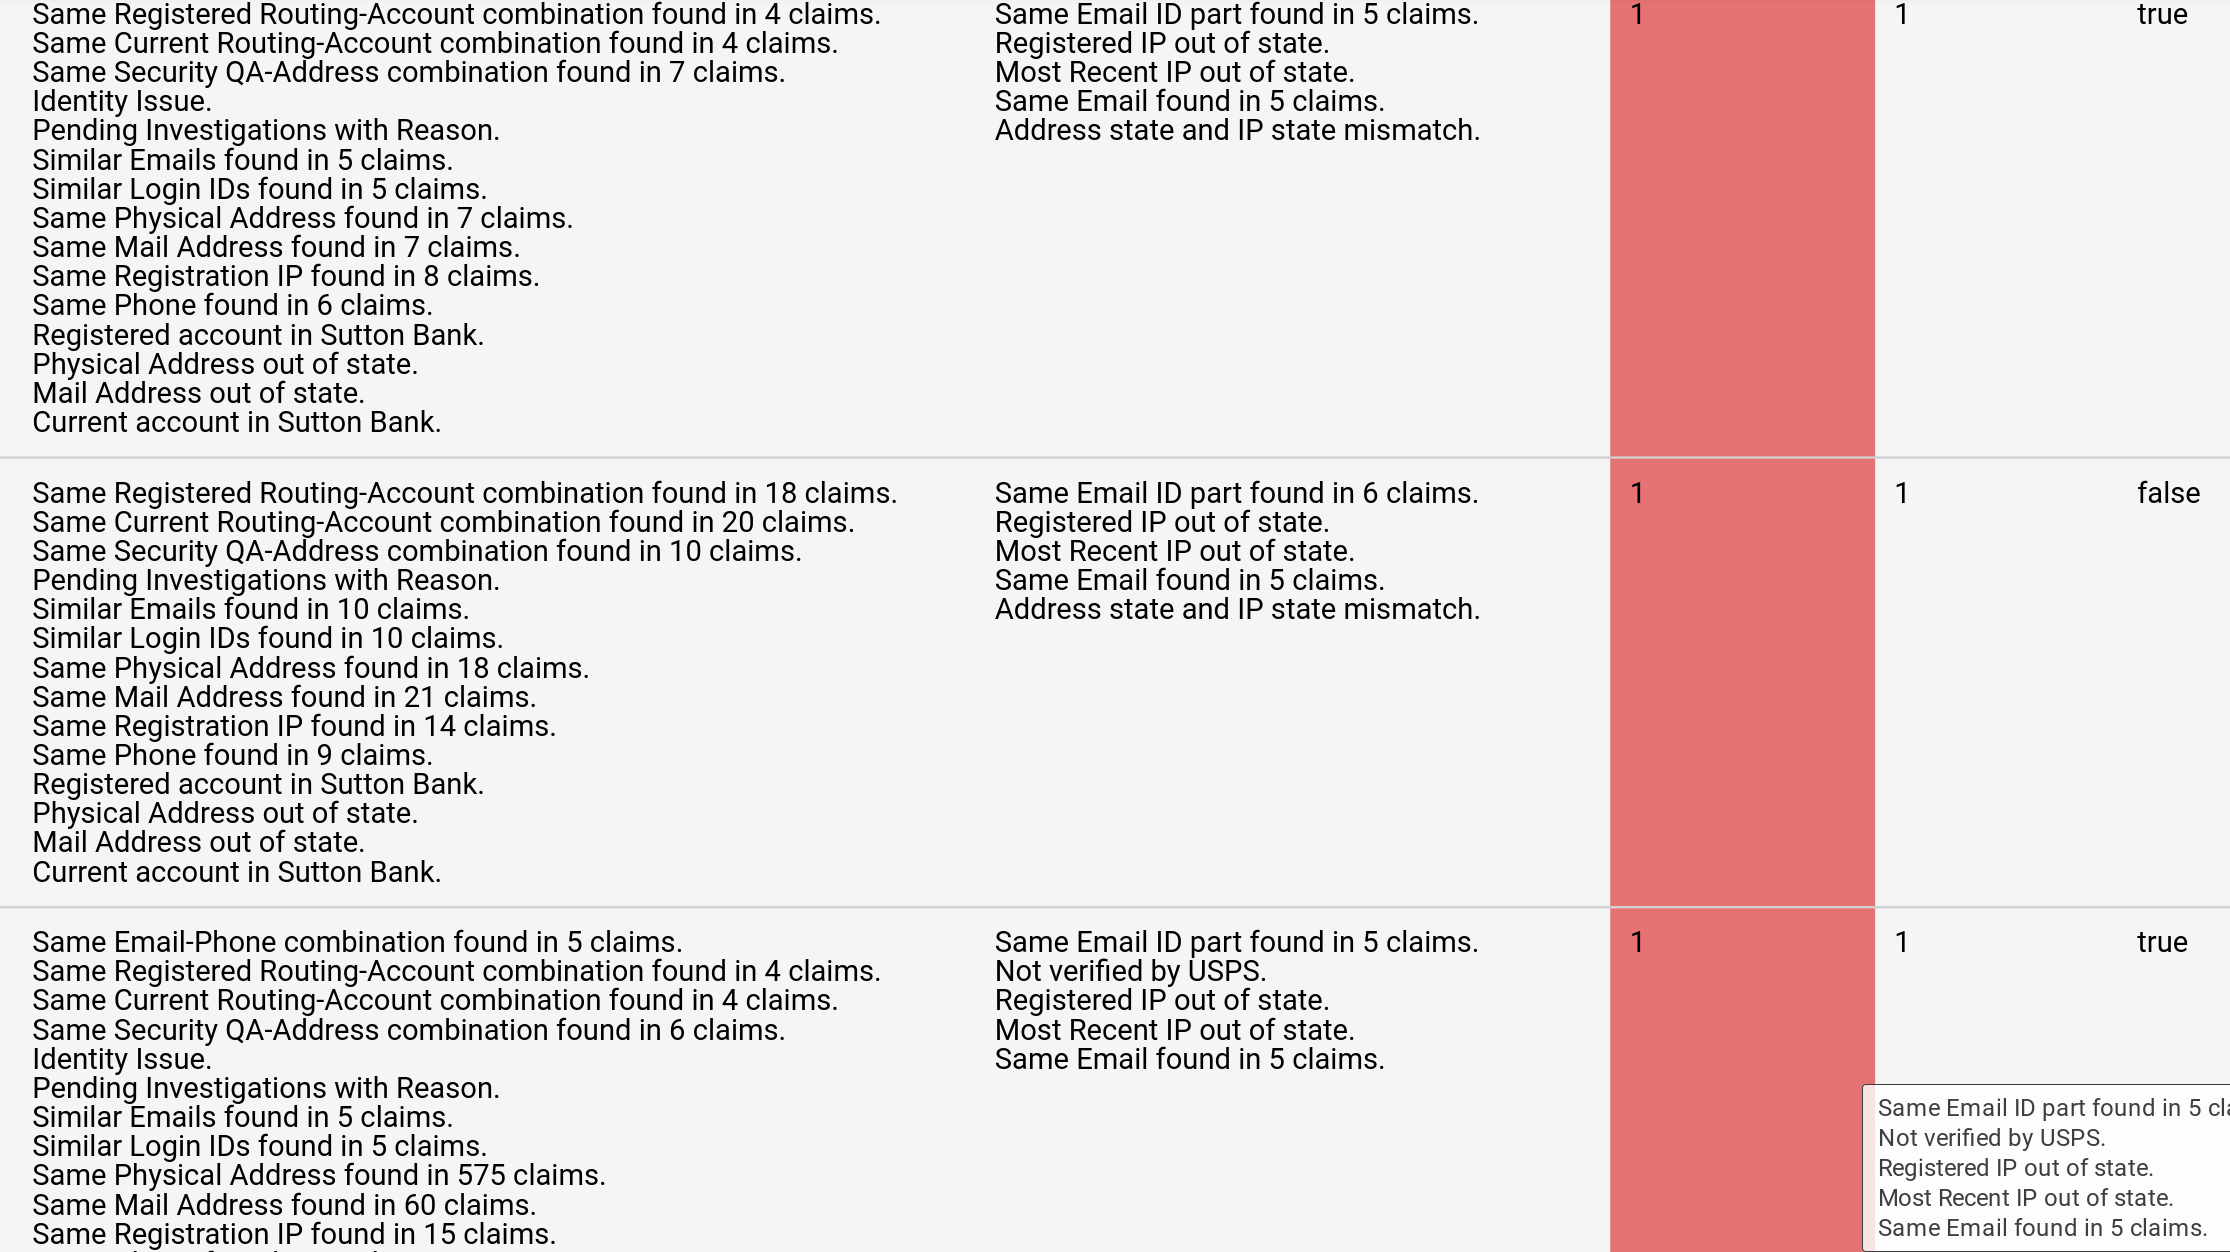 Same Registered Routing-Account combination found in 4 claims.
Same Current Routing-Account combination found in 4 claims.
Same Security QA-Address combination found in 7 claims.
Identity Issue.
Pending Investigations with Reason.
Similar Emails found in 5 claims.
Similar Login IDs found in 5 claims.
Same Physical Address found in 7 claims.
Same Mail Address found in 7 claims.
Same Registration IP found in 8 claims.
Same Phone found in 6 claims.
Registered account in Sutton Bank.
Physical Address out of state.
Mail Address out of state.
Current account in Sutton Bank.
Same Email ID part found in 5 claims.
Registered IP out of state.
Most Recent IP out of state.
Same Email found in 5 claims.
Address state and IP state mismatch.
1
1
true
Same Registered Routing-Account combination found in 18 claims.
Same Current Routing-Account combination found in 20 claims.
Same Security QA-Address combination found in 10 claims.
Pending Investigations with Reason.
Similar Emails found in 10 claims.
Similar Login IDs found in 10 claims.
Same Physical Address found in 18 claims.
Same Mail Address found in 21 claims.
Same Registration IP found in 14 claims.
Same Phone found in 9 claims.
Registered account in Sutton Bank.
Physical Address out of state.
Mail Address out of state.
Current account in Sutton Bank.
Same Email ID part found in 6 claims.
Registered IP out of state.
Most Recent IP out of state.
Same Email found in 5 claims.
Address state and IP state mismatch.
1
1
false
Same Email-Phone combination found in 5 claims.
Same Registered Routing-Account combination found in 4 claims.
Same Current Routing-Account combination found in 4 claims.
Same Security QA-Address combination found in 6 claims.
Identity Issue.
Pending Investigations with Reason.
Similar Emails found in 5 claims.
Similar Login IDs found in 5 claims.
Same Physical Address found in 575 claims.
Same Mail Address found in 60 claims.
Same Registration IP found in 15 claims.
Same Email ID part found in 5 claims.
Not verified by USPS.
Registered IP out of state.
Most Recent IP out of state.
Same Email found in 5 claims.
1
1
true
Same Email ID part found in 5 cla
Not verified by USPS.
Registered IP out of state.
Most Recent IP out of state.
Same Email found in 5 claims.